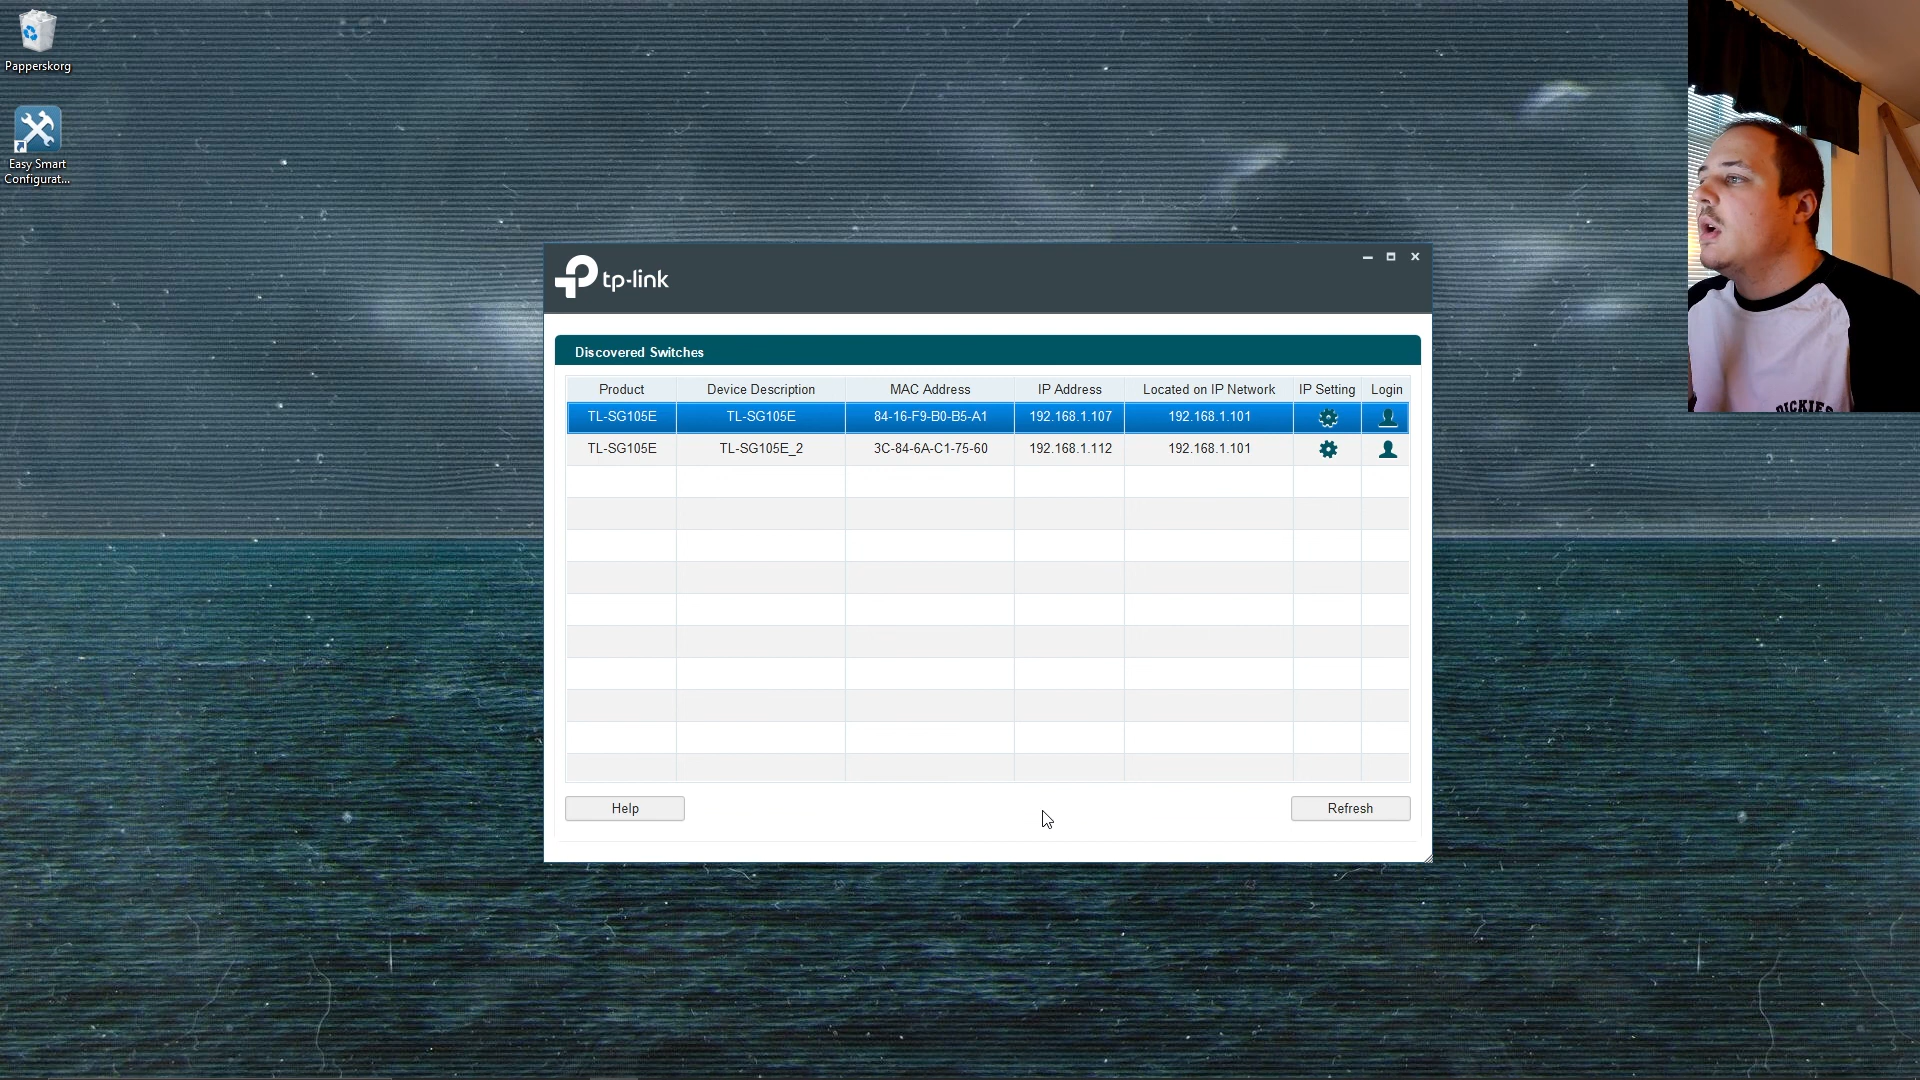 Papperskorg
Easy Smart
Configurat...
tp-link
Discovered Switches
Product Device Description MAC Address IP Address Located on IP Network IP Setting Login
TL-SG105E TL-SG105E 84-16-F9-B0-B5-A1 192.168.1.107 192.168.1.101
TL-SG105E TL-SG105E_2 3C-84-6A-C1-75-60 192.168.1.112 192.168.1.101
Help Refresh
DICKIES